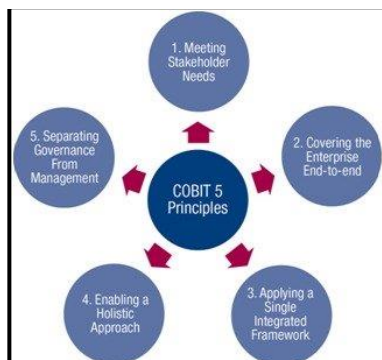 1. Meeting
Stakeholder
Needs
5. Separating
Governance
From
Management
2. Covering the
Enterprise
End-to-end
COBIT 5
Principles
4. Enabling a
Holistic
Approach
3. Applying a
Single
Integrated
Framework